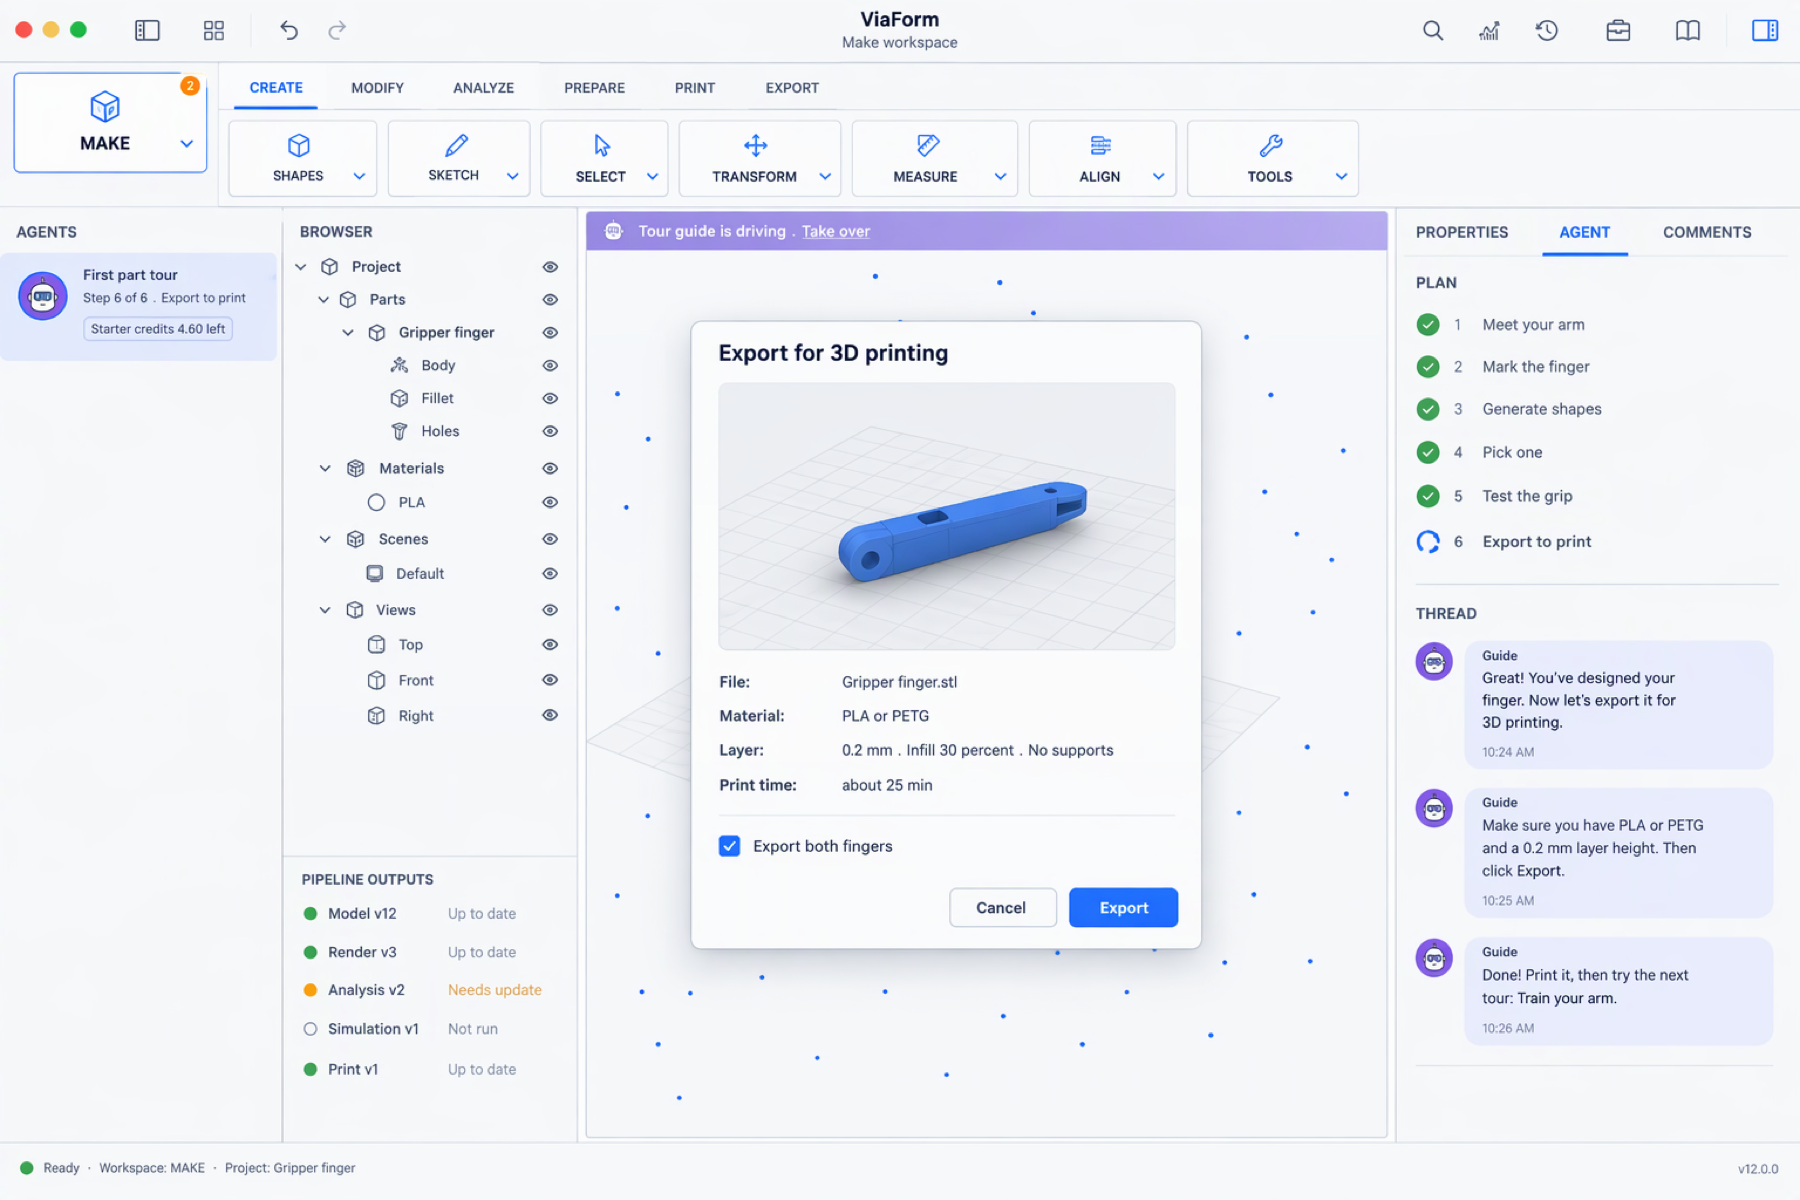 ViaForm
Make workspace
2
MAKE
CREATE
MODIFY
ANALYZE
PREPARE
PRINT
EXPORT
SHAPES
SKETCH
SELECT
TRANSFORM
MEASURE
ALIGN
TOOLS
AGENTS
First part tour
Step 6 of 6 . Export to print
Starter credits 4.60 left
BROWSER
Project
Parts
Gripper finger
Body
Fillet
Holes
Materials
PLA
Scenes
Default
Views
Top
Front
Right
PIPELINE OUTPUTS
Model v12 Up to date
Render v3 Up to date
Analysis v2 Needs update
Simulation v1 Not run
Print v1 Up to date
Tour guide is driving . Take over
Export for 3D printing
File: Gripper finger.stl
Material: PLA or PETG
Layer: 0.2 mm . Infill 30 percent . No supports
Print time: about 25 min
Export both fingers
Cancel
Export
PROPERTIES
AGENT
COMMENTS
PLAN
1 Meet your arm
2 Mark the finger
3 Generate shapes
4 Pick one
5 Test the grip
6 Export to print
THREAD
Guide
Great! You've designed your
finger. Now let's export it for
3D printing.
10:24 AM
Guide
Make sure you have PLA or PETG
and a 0.2 mm layer height. Then
click Export.
10:25 AM
Guide
Done! Print it, then try the next
tour: Train your arm.
10:26 AM
Ready · Workspace: MAKE · Project: Gripper finger
v12.0.0